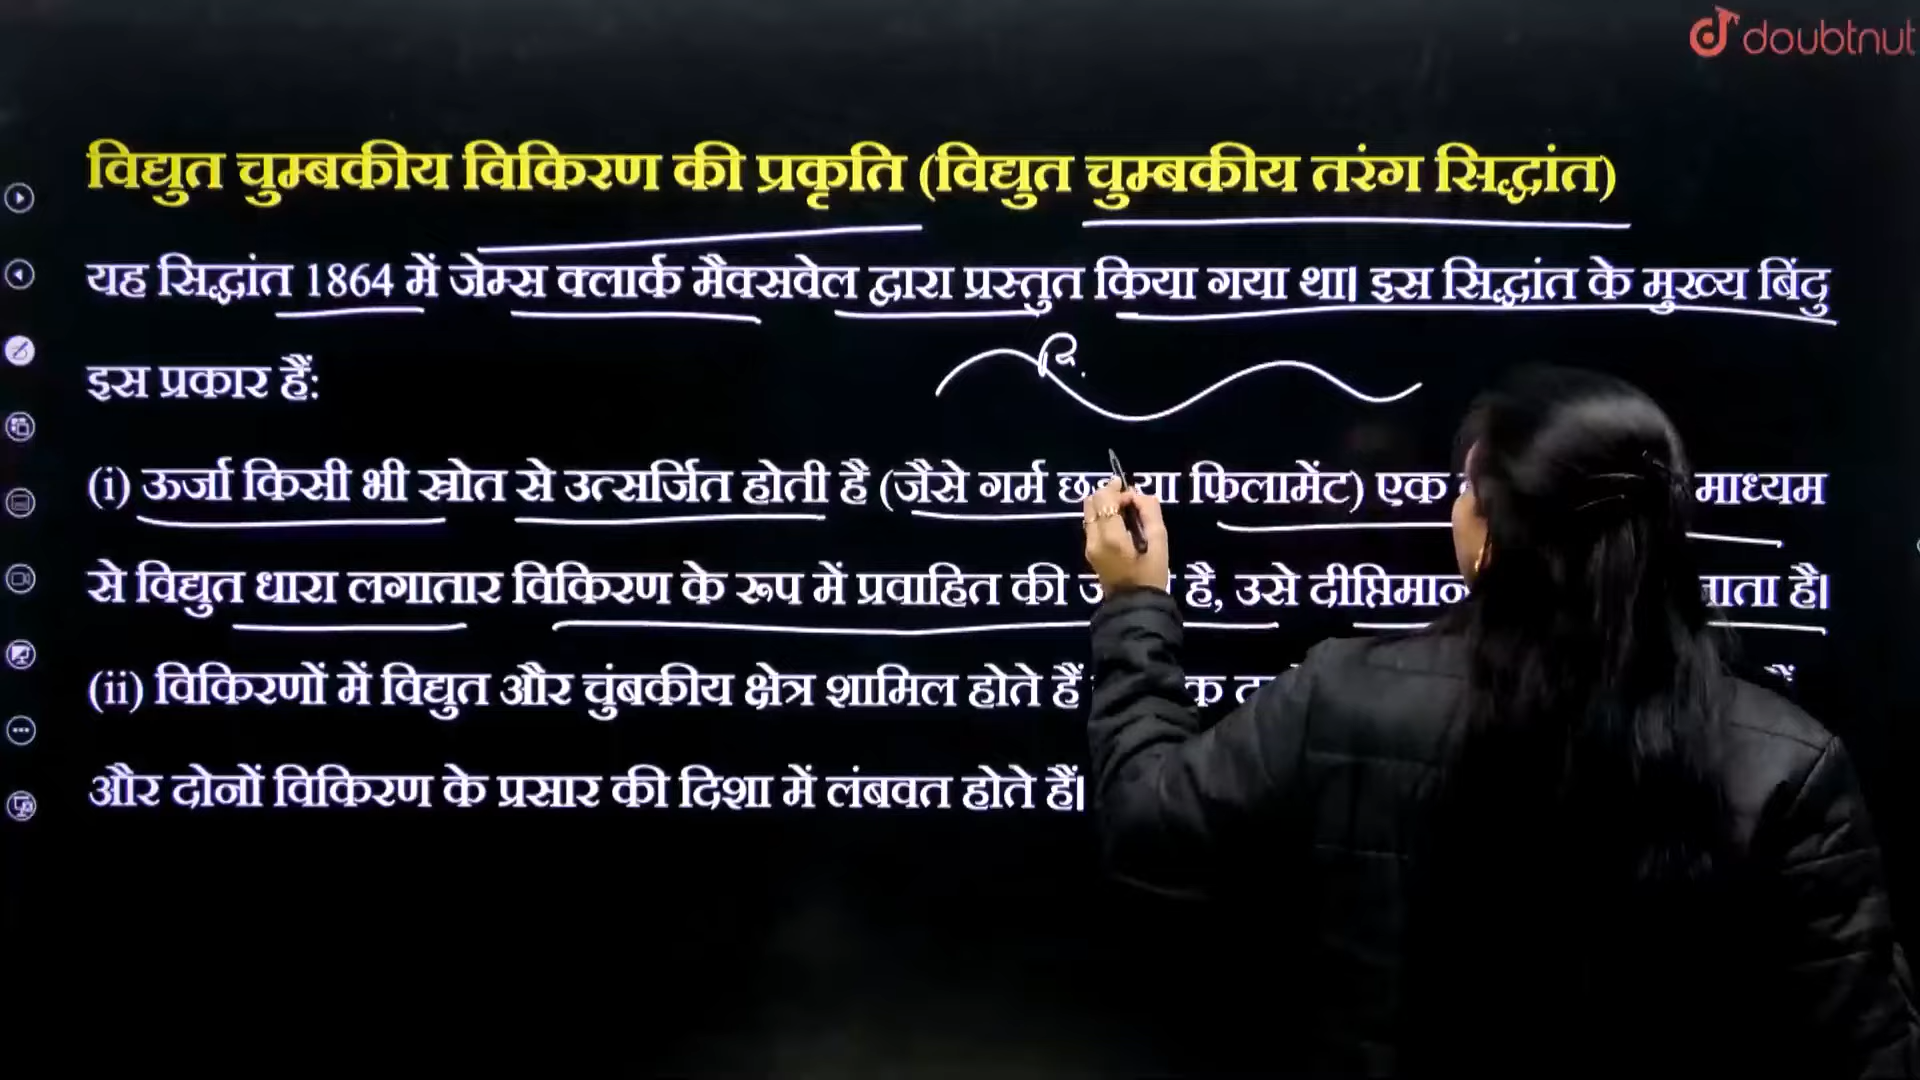 doubtnut
विद्युत चुम्बकीय विकिरण की प्रकृति (विद्युत चुम्बकीय तरंग सिद्धांत)
यह सिद्धांत 1864 में जेम्स क्लार्क मैक्सवेल द्वारा प्रस्तुत किया गया था। इस सिद्धांत के मुख्य बिंदु
इस प्रकार हैं:
वि.
(i) ऊर्जा किसी भी स्रोत से उत्सर्जित होती है (जैसे गर्म छड़ या फिलामेंट) एक माध्यम
से विद्युत धारा लगातार विकिरण के रूप में प्रवाहित की है, उसे दीप्तिमान जाता है।
(ii) विकिरणों में विद्युत और चुंबकीय क्षेत्र शामिल होते हैं
और दोनों विकिरण के प्रसार की दिशा में लंबवत होते हैं।